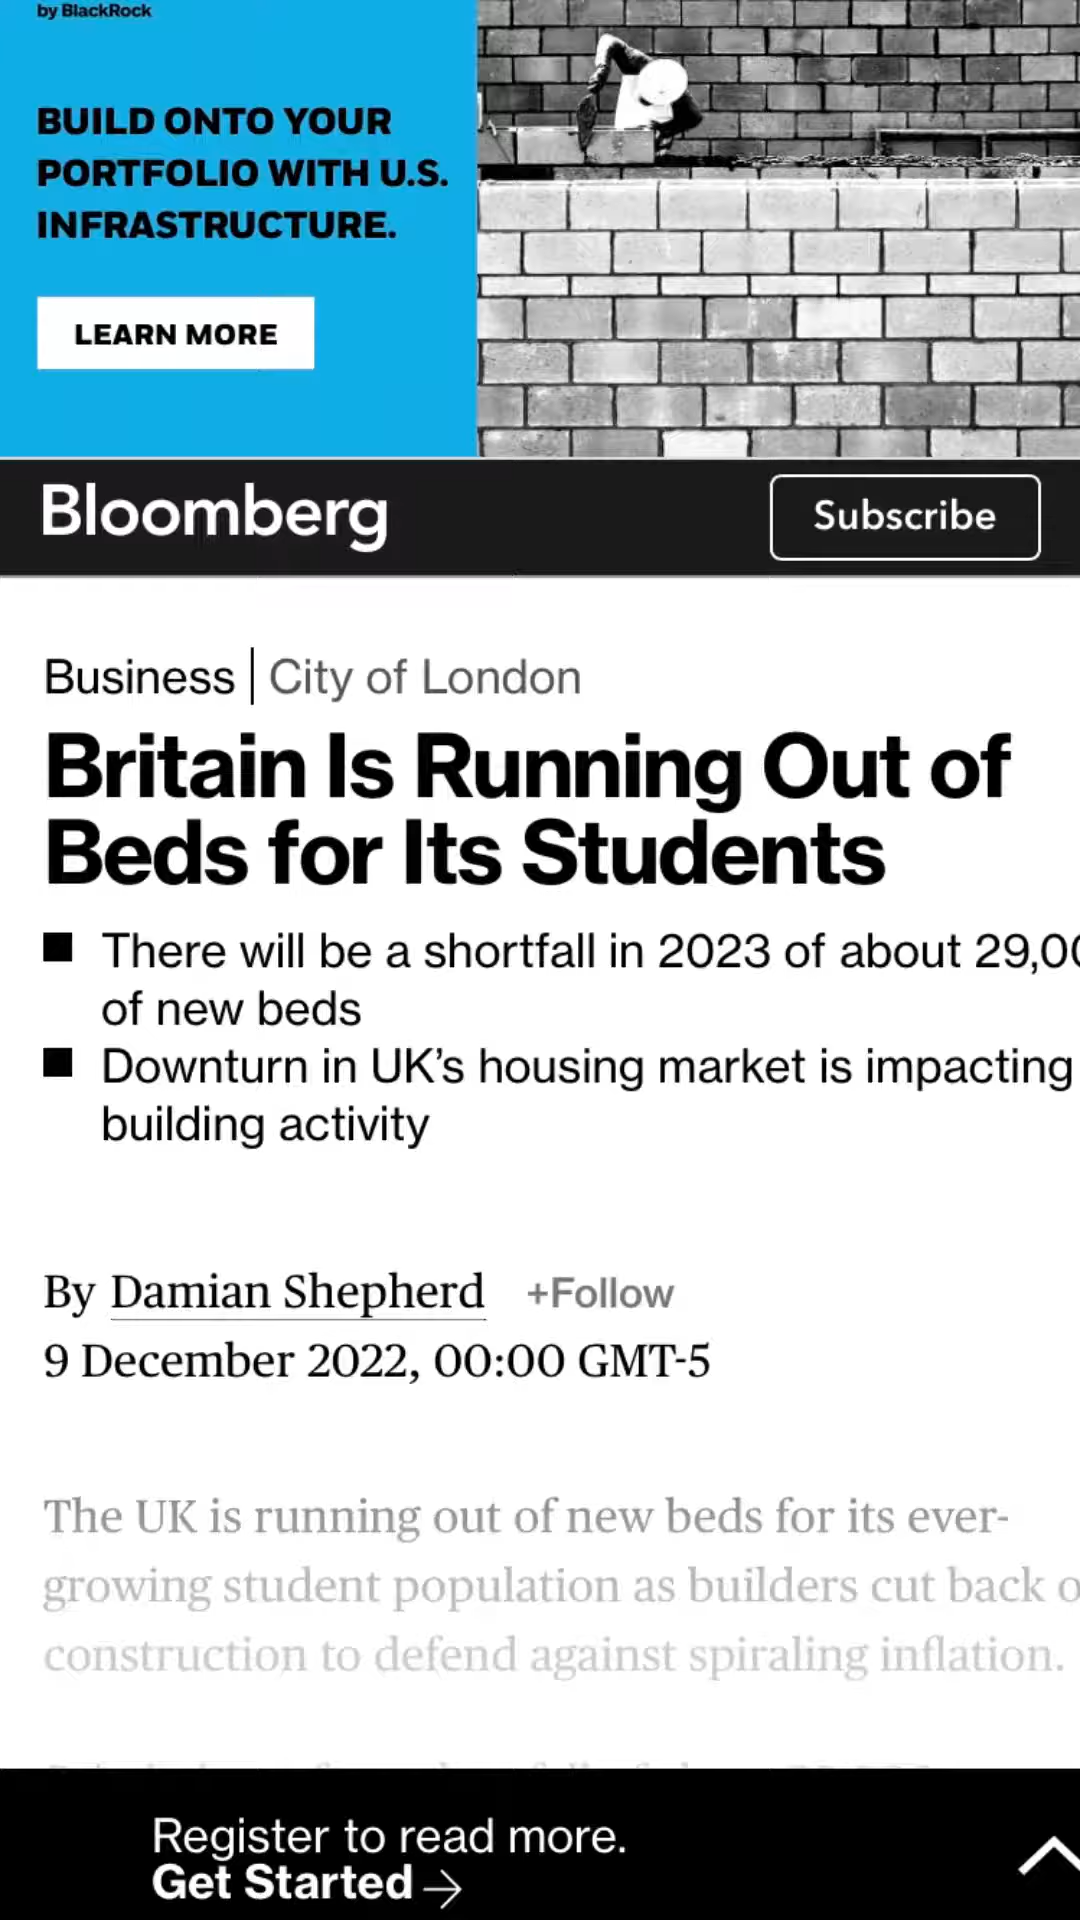 by BlackRock
BUILD ONTO YOUR
PORTFOLIO WITH U.S.
INFRASTRUCTURE.
LEARN MORE
Bloomberg
Subscribe
Business | City of London
Britain Is Running Out of
Beds for Its Students
■ There will be a shortfall in 2023 of about
of new beds
■ Downturn in UK’s housing market is impacting
building activity
By Damian Shepherd +Follow
9 December 2022, 00:00 GMT-5
The UK is running out of new beds for its ever-
growing student population as builders cut back
construction to defend against spiraling inflation.
Register to read more.
Get Started →